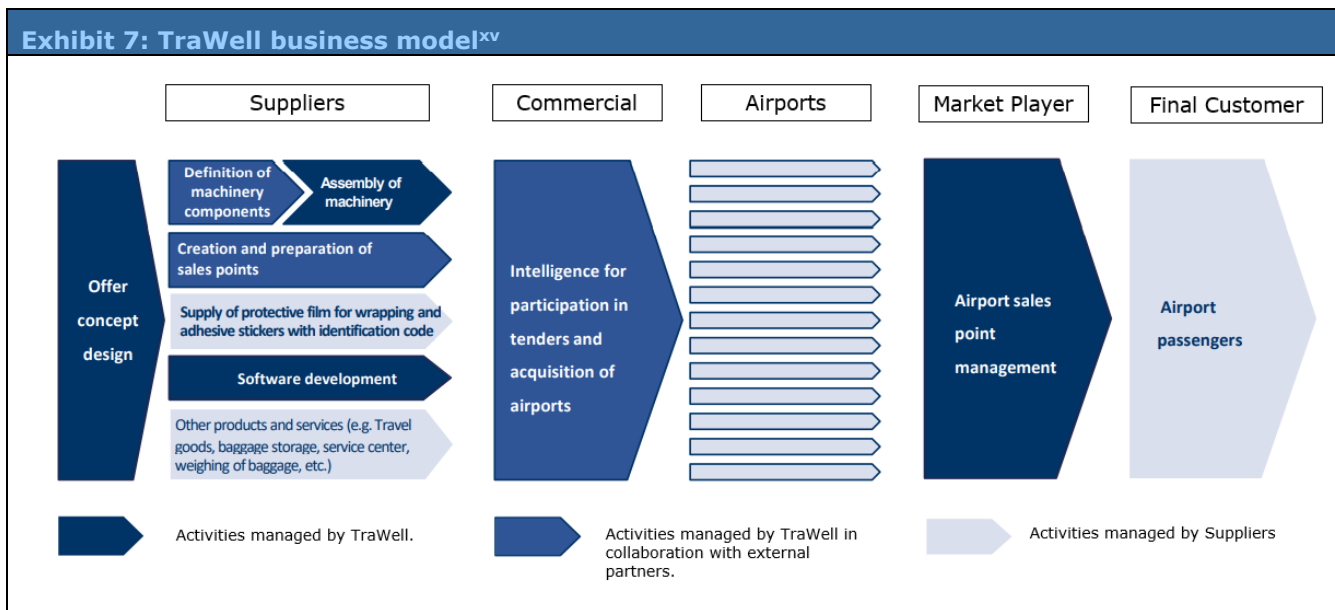 Exhibit 7: TraWell business modelxv
Suppliers
Commercial
Airports
Market Player
Final Customer
Offer
concept
design
Definition of
machinery
components
Assembly of
machinery
Creation and preparation of
sales points
Supply of protective film for wrapping and
adhesive stickers with identification code
Software development
Other products and services (e.g. Travel
goods, baggage storage, service center,
weighing of baggage, etc.)
Intelligence for
participation in
tenders and
acquisition of
airports
Airport sales
point
management
Airport
passengers
Activities managed by TraWell.
Activities managed by TraWell in
collaboration with external
partners.
Activities managed by Suppliers